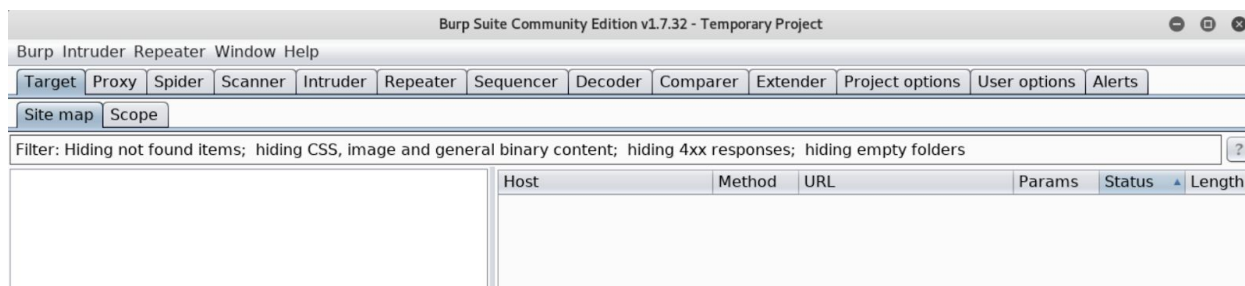 Burp Suite Community Edition v1.7.32 - Temporary Project
Burp Intruder Repeater Window Help
Target Proxy Spider Scanner Intruder Repeater Sequencer Decoder Comparer Extender Project options User options Alerts
Site map Scope
Filter: Hiding not found items; hiding CSS, image and general binary content; hiding 4xx responses; hiding empty folders ?
Host Method URL Params Status Length